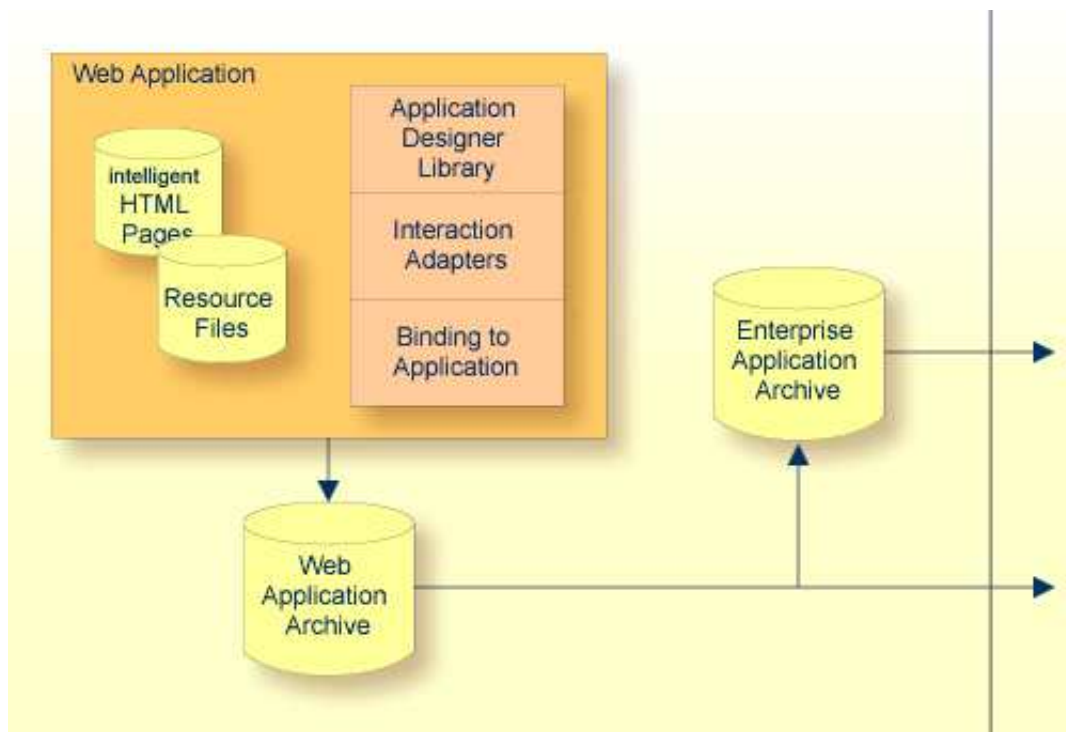 Web Application
intelligent
HTML
Pages
Resource
Files
Application
Designer
Library
Interaction
Adapters
Binding to
Application
Enterprise
Application
Archive
Web
Application
Archive